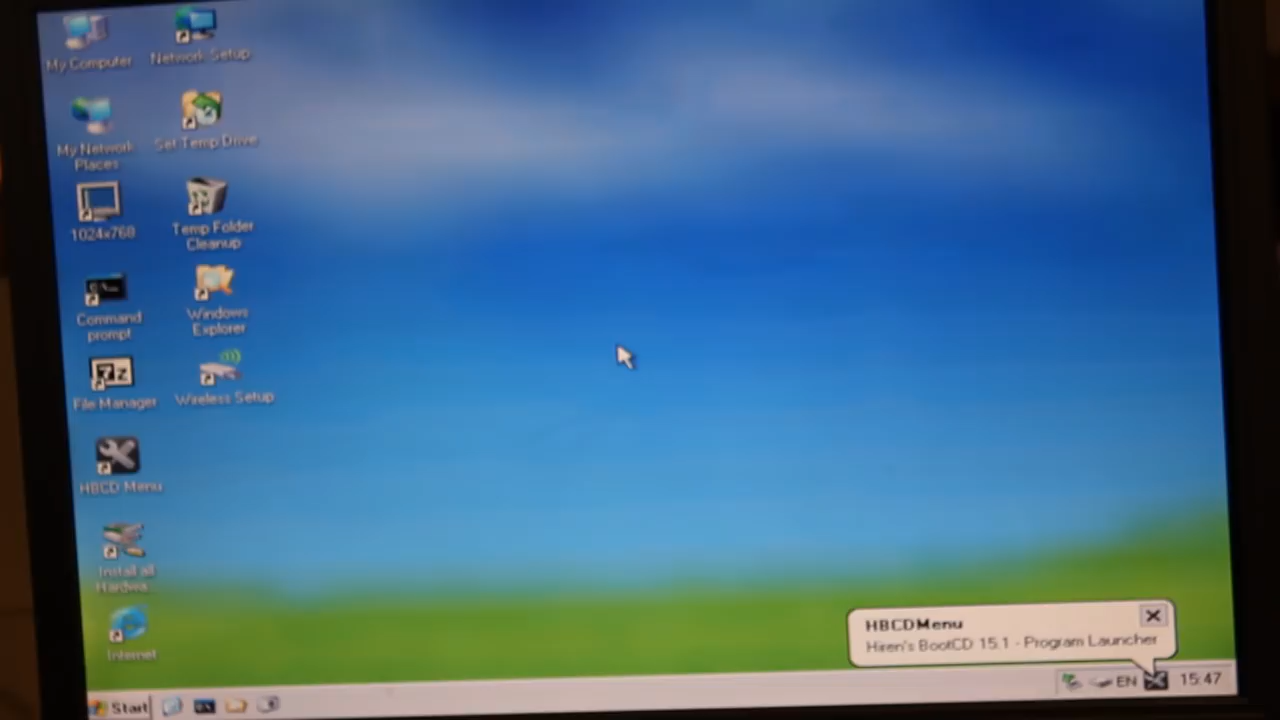 My Computer
Network Setup
My Network
Places
Set Temp Drive
1024x768
Temp Folder
Cleanup
Command
prompt
Windows
Explorer
File Manager
Wireless Setup
HBCD Menu
Install all
Hardwa...
Internet
HBCDMenu
Hiren's BootCD 15.1 - Program Launcher
Start
EN
15:47